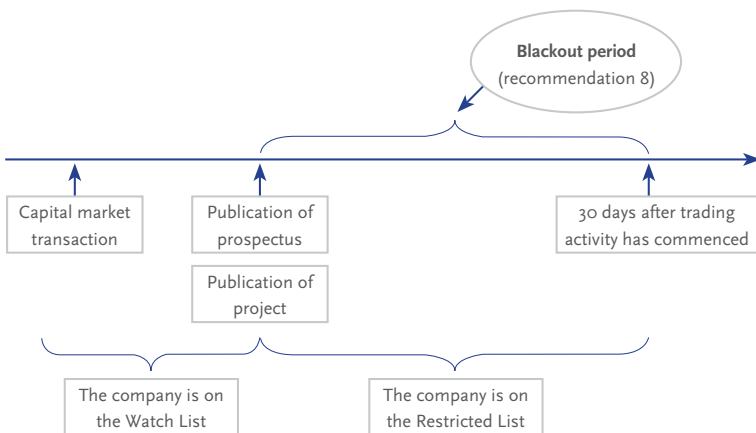 Blackout period
(recommendation 8)
Capital market
transaction
Publication of
prospectus
30 days after trading
activity has commenced
Publication of
project
The company is on
the Watch List
The company is on
the Restricted List